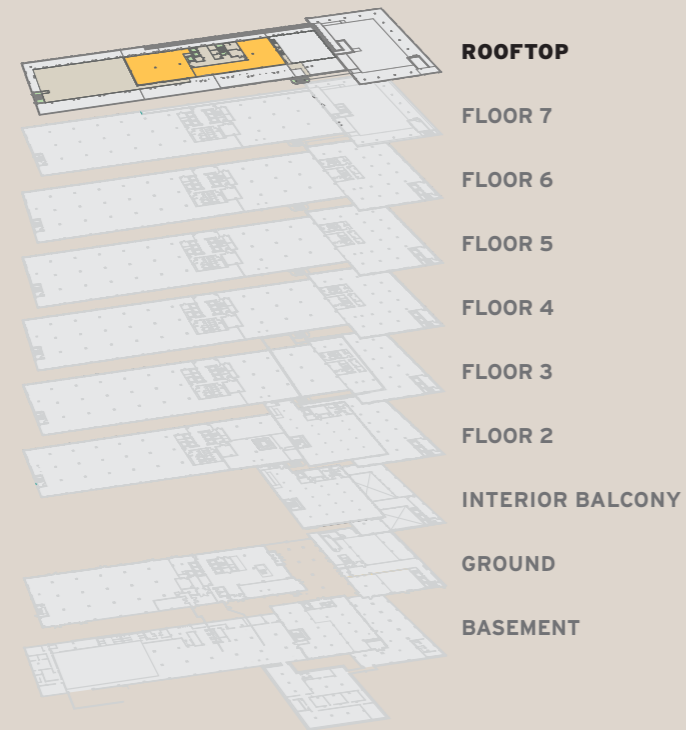 ROOFTOP
FLOOR 7
FLOOR 6
FLOOR 5
FLOOR 4
FLOOR 3
FLOOR 2
INTERIOR BALCONY
GROUND
BASEMENT